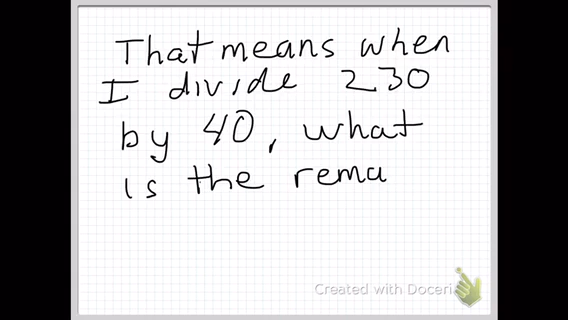 That means when
I divide 230
by 40, what
is the rema
Created with Doceri